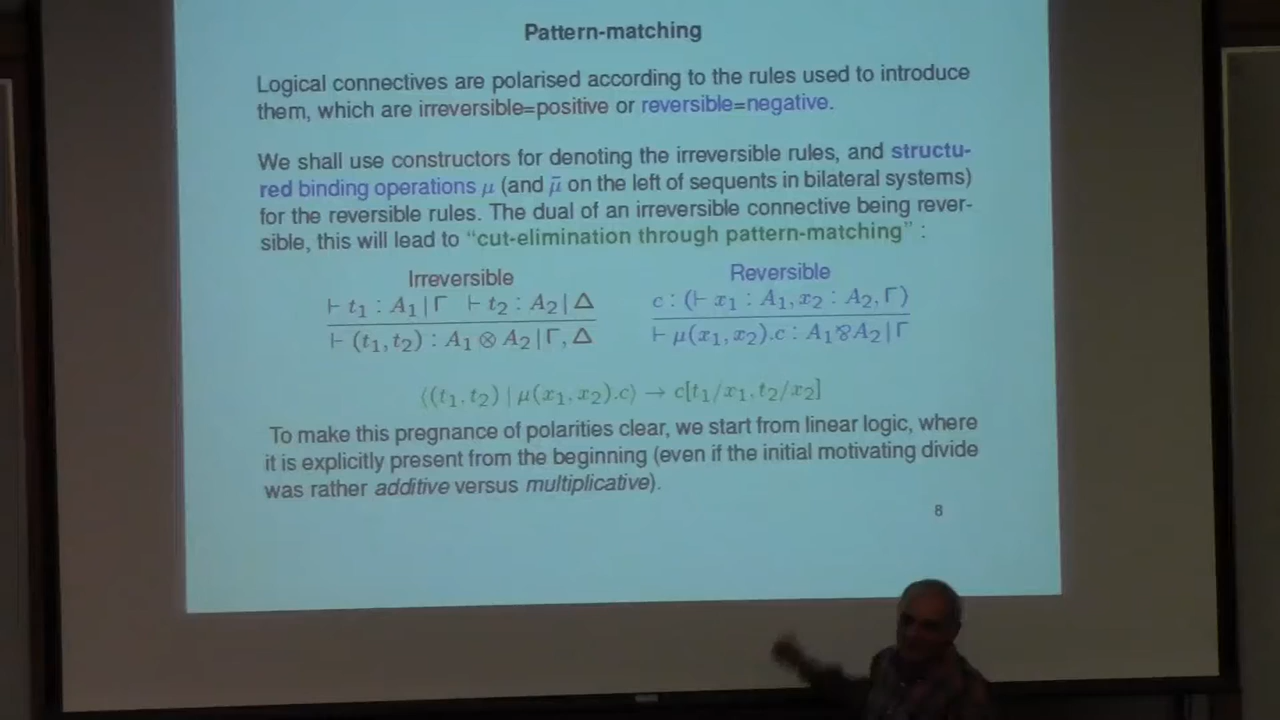 Pattern-matching
Logical connectives are polarised according to the rules used to introduce
them, which are irreversible=positive or reversible=negative.
We shall use constructors for denoting the irreversible rules, and structu-
red binding operations μ (and μ̃ on the left of sequents in bilateral systems)
for the reversible rules. The dual of an irreversible connective being rever-
sible, this will lead to “cut-elimination through pattern-matching” :
Irreversible Reversible
⊢ t₁ : A₁ | Γ ⊢ t₂ : A₂ | Δ c : (⊢ x₁ : A₁, x₂ : A₂, Γ)
⊢ (t₁, t₂) : A₁ ⊗ A₂ | Γ, Δ ⊢ μ(x₁, x₂).c : A₁⅋A₂ | Γ
⟨(t₁, t₂) | μ(x₁, x₂).c⟩ → c[t₁/x₁, t₂/x₂]
To make this pregnance of polarities clear, we start from linear logic, where
it is explicitly present from the beginning (even if the initial motivating divide
was rather additive versus multiplicative).
8